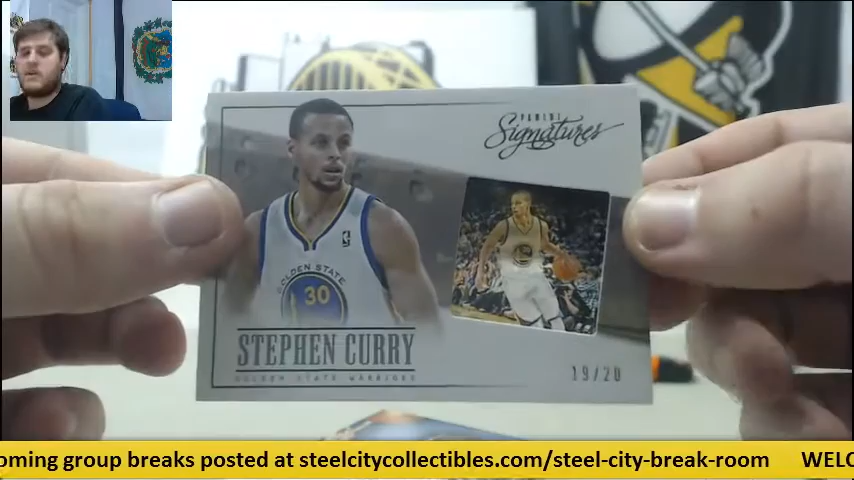 PANINI
Signatures
GOLDEN STATE
30
STEPHEN CURRY
GOLDEN STATE WARRIORS
19/20
oming group breaks posted at steelcitycollectibles.com/steel-city-break-room WELC